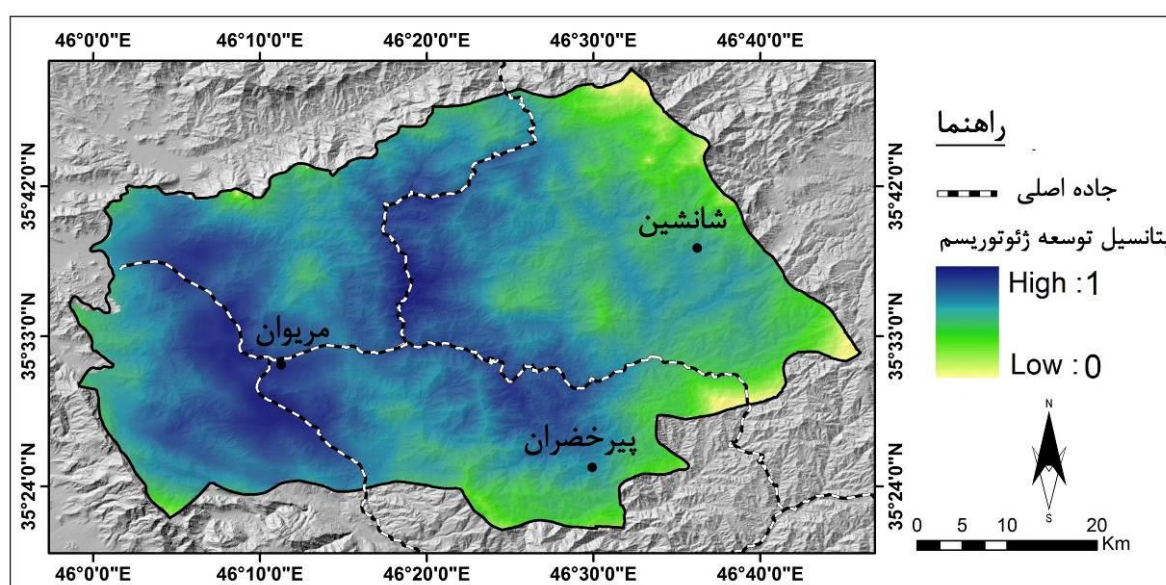 46°0'0"E 46°10'0"E 46°20'0"E 46°30'0"E 46°40'0"E
35°42'0"N 35°42'0"N
35°33'0"N 35°33'0"N
35°24'0"N 35°24'0"N
شانشین
مریوان
پیرخضران
46°0'0"E 46°10'0"E 46°20'0"E 46°30'0"E 46°40'0"E
راهنما
جاده اصلی
پتانسیل توسعه ژئوتوریسم
High : 1
Low : 0
N
S
0 5 10 20
Km